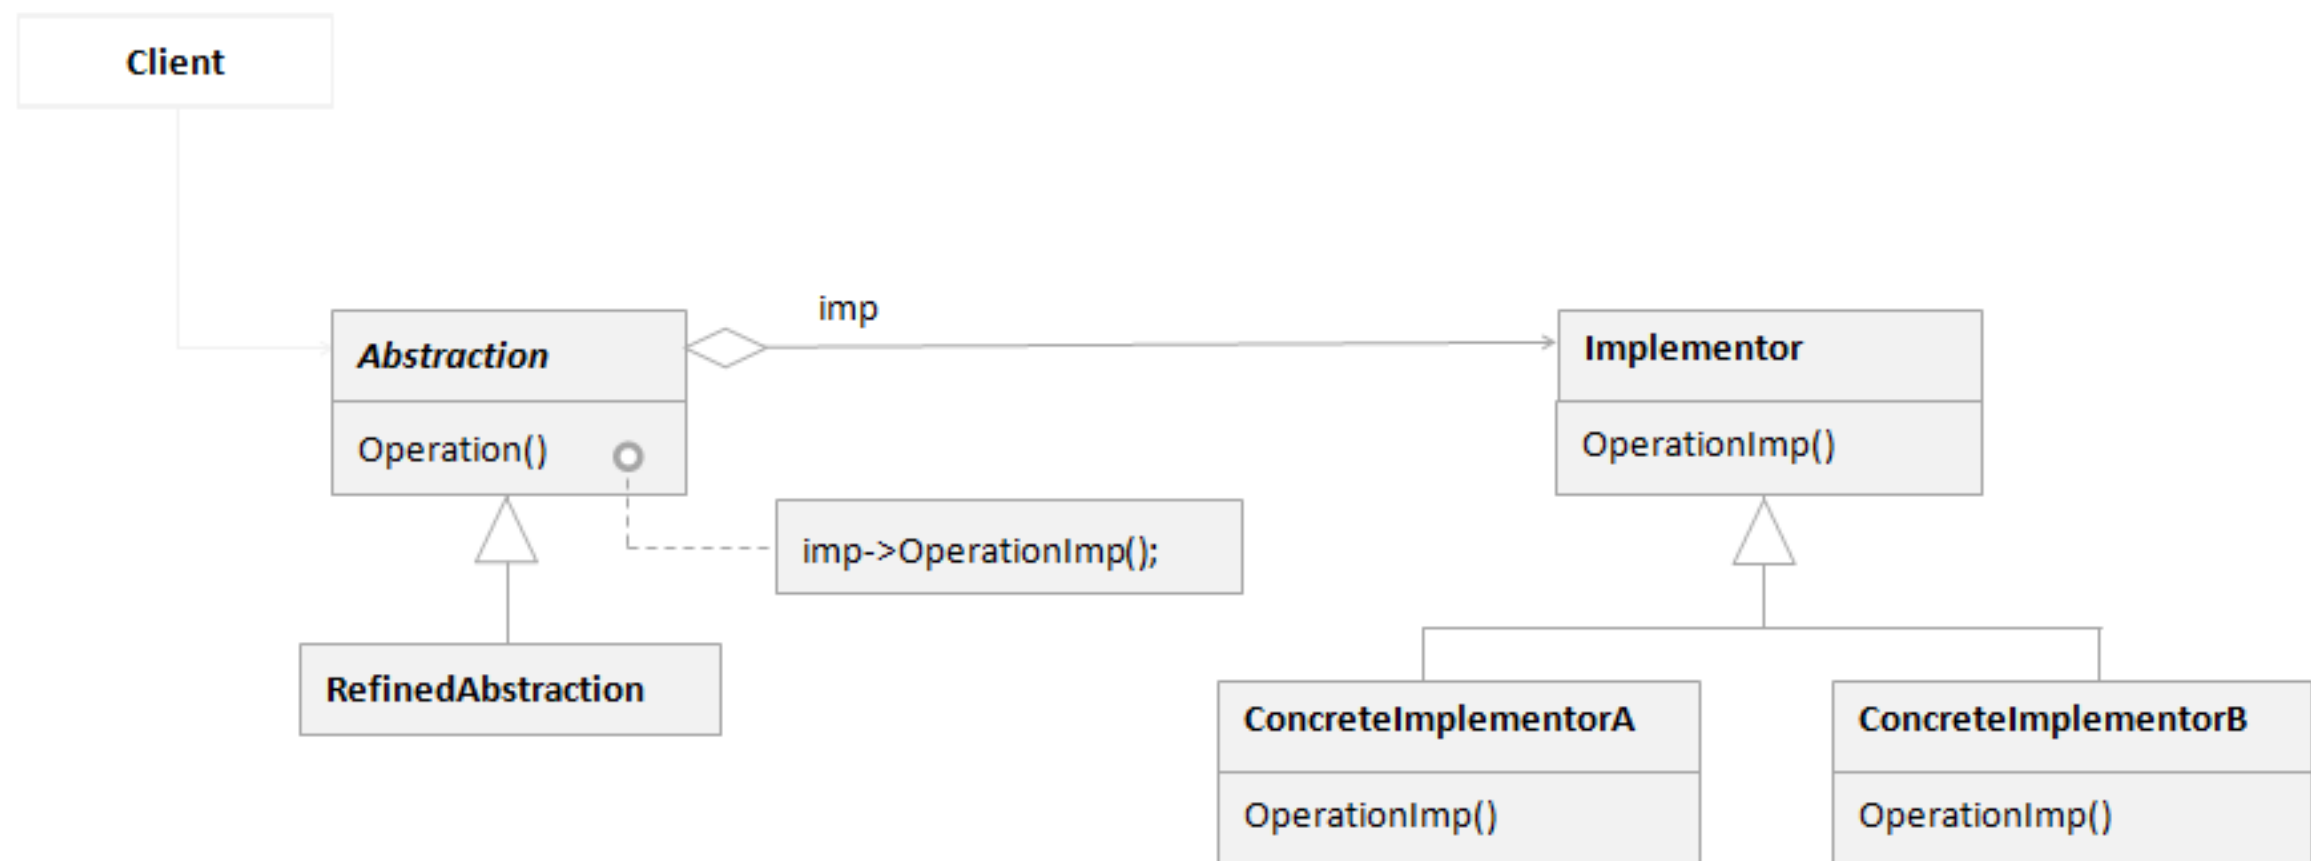 Client
imp
Abstraction
Implementor
Operation()
OperationImp()
imp->OperationImp();
RefinedAbstraction
ConcreteImplementorA
ConcreteImplementorB
OperationImp()
OperationImp()